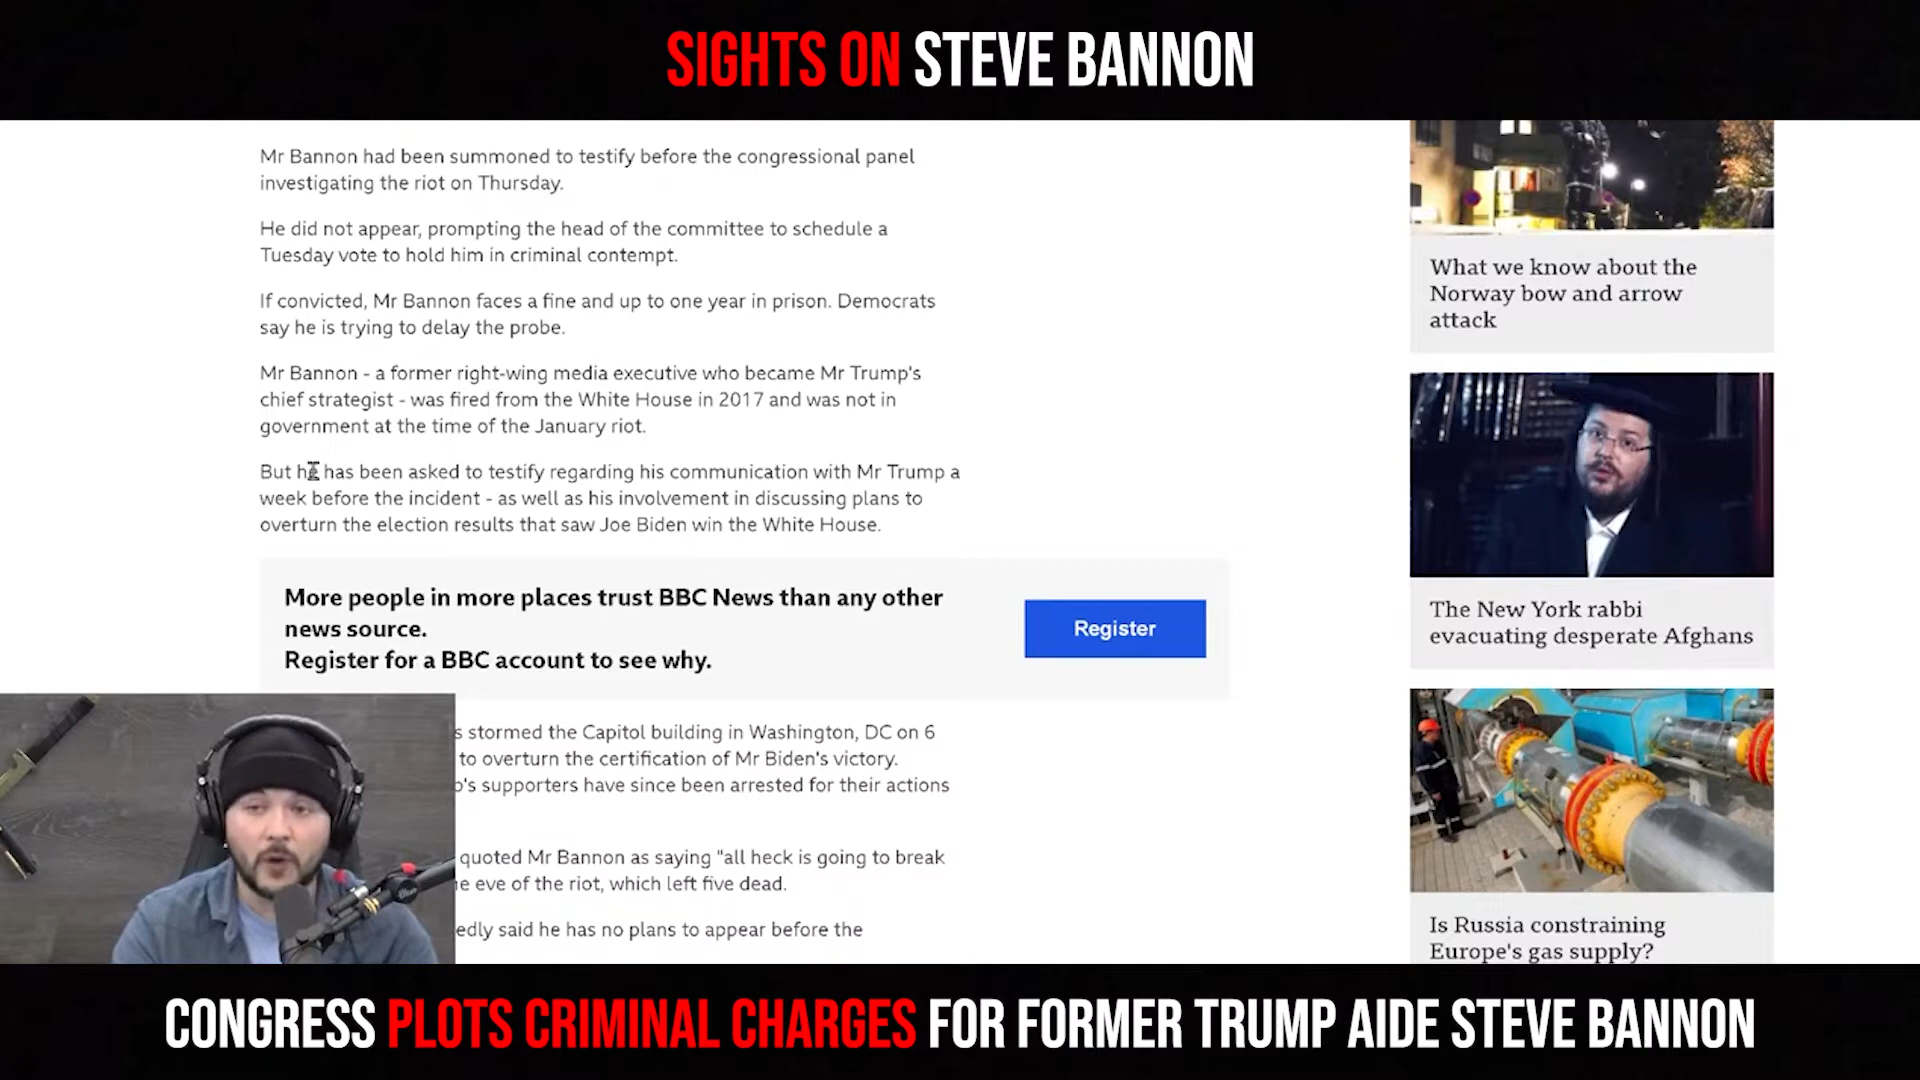 SIGHTS ON STEVE BANNON
Mr Bannon had been summoned to testify before the congressional panel
investigating the riot on Thursday.
He did not appear, prompting the head of the committee to schedule a
Tuesday vote to hold him in criminal contempt.
If convicted, Mr Bannon faces a fine and up to one year in prison. Democrats
say he is trying to delay the probe.
Mr Bannon - a former right-wing media executive who became Mr Trump's
chief strategist - was fired from the White House in 2017 and was not in
government at the time of the January riot.
But he has been asked to testify regarding his communication with Mr Trump a
week before the incident - as well as his involvement in discussing plans to
overturn the election results that saw Joe Biden win the White House.
More people in more places trust BBC News than any other
news source.
Register for a BBC account to see why.
Register
s stormed the Capitol building in Washington, DC on 6
to overturn the certification of Mr Biden's victory.
's supporters have since been arrested for their actions
quoted Mr Bannon as saying "all heck is going to break
e eve of the riot, which left five dead.
edly said he has no plans to appear before the
What we know about the
Norway bow and arrow
attack
The New York rabbi
evacuating desperate Afghans
Is Russia constraining
Europe's gas supply?
CONGRESS PLOTS CRIMINAL CHARGES FOR FORMER TRUMP AIDE STEVE BANNON